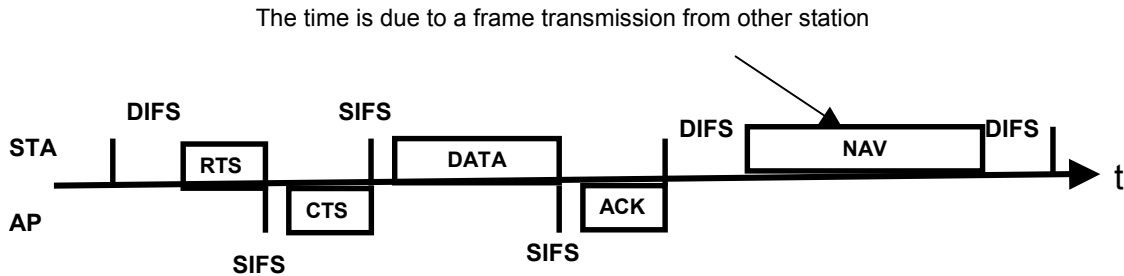 The time is due to a frame transmission from other station
DIFS
SIFS
DIFS
DIFS
STA
RTS
DATA
NAV
t
AP
CTS
ACK
SIFS
SIFS